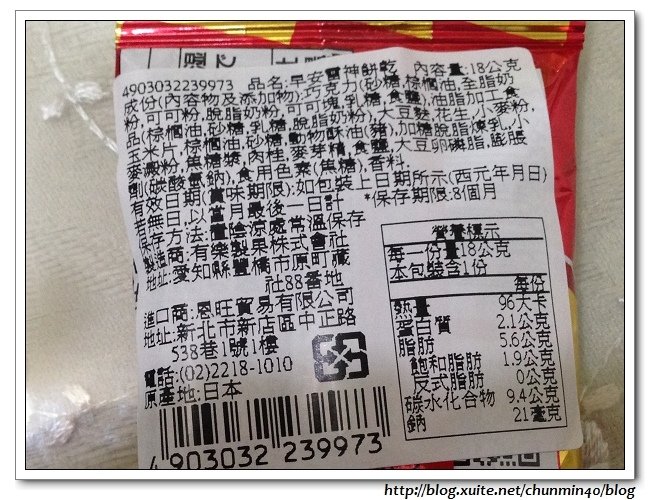 4903032239973 品名:早安雷神餅乾 內容量:18公克
成份(內容物及添加物):巧克力(砂糖,棕櫚油,全脂奶
粉,可可粉,脫脂奶粉,可可塊,乳糖,食鹽),油脂加工食
品(棕櫚油,砂糖,乳糖,脫脂奶粉),大豆麩,花生,小麥粉,
玉米片,棕櫚油,砂糖,動物酥油(豬),加糖脫脂煉乳,小
麥澱粉,焦糖漿,肉桂,麥芽精,食鹽,大豆卵磷脂,膨脹
劑(碳酸氫鈉),食用色素(焦糖),香料.
有效日期(賞味期限):如包裝上日期所示(西元年月日)
若無日,以當月最後一日計 *保存期限:8個月
保存方法:置陰涼處常溫保存
製造商:有樂製菓株式會社
地址:愛知縣豐橋市原町藏
社88番地
進口商:恩旺貿易有限公司
地址:新北市新店區中正路
538巷1號1樓
電話:(02)2218-1010
原產地:日本
4 903032 239973
營養標示
每一份量18公克
本包裝含1份
每份
熱量 96大卡
蛋白質 2.1公克
脂肪 5.6公克
飽和脂肪 1.9公克
反式脂肪 0公克
碳水化合物 9.4公克
鈉 21毫克
http://blog.xuite.net/chunmin40/blog